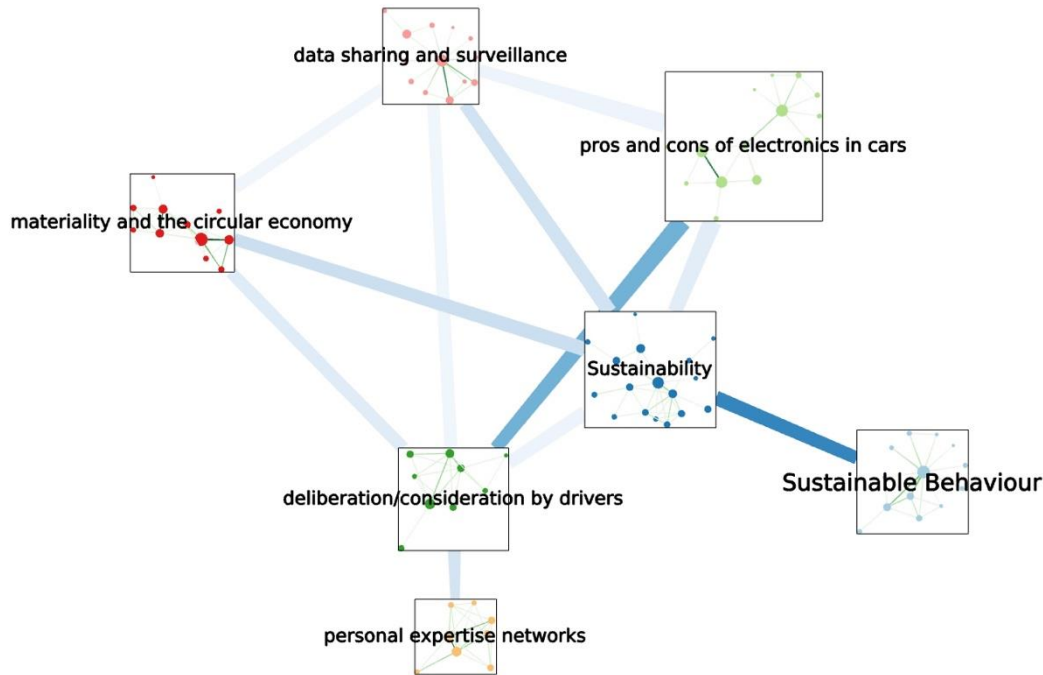 data sharing and surveillance
pros and cons of electronics in cars
materiality and the circular economy
Sustainability
Sustainable Behaviour
deliberation/consideration by drivers
personal expertise networks